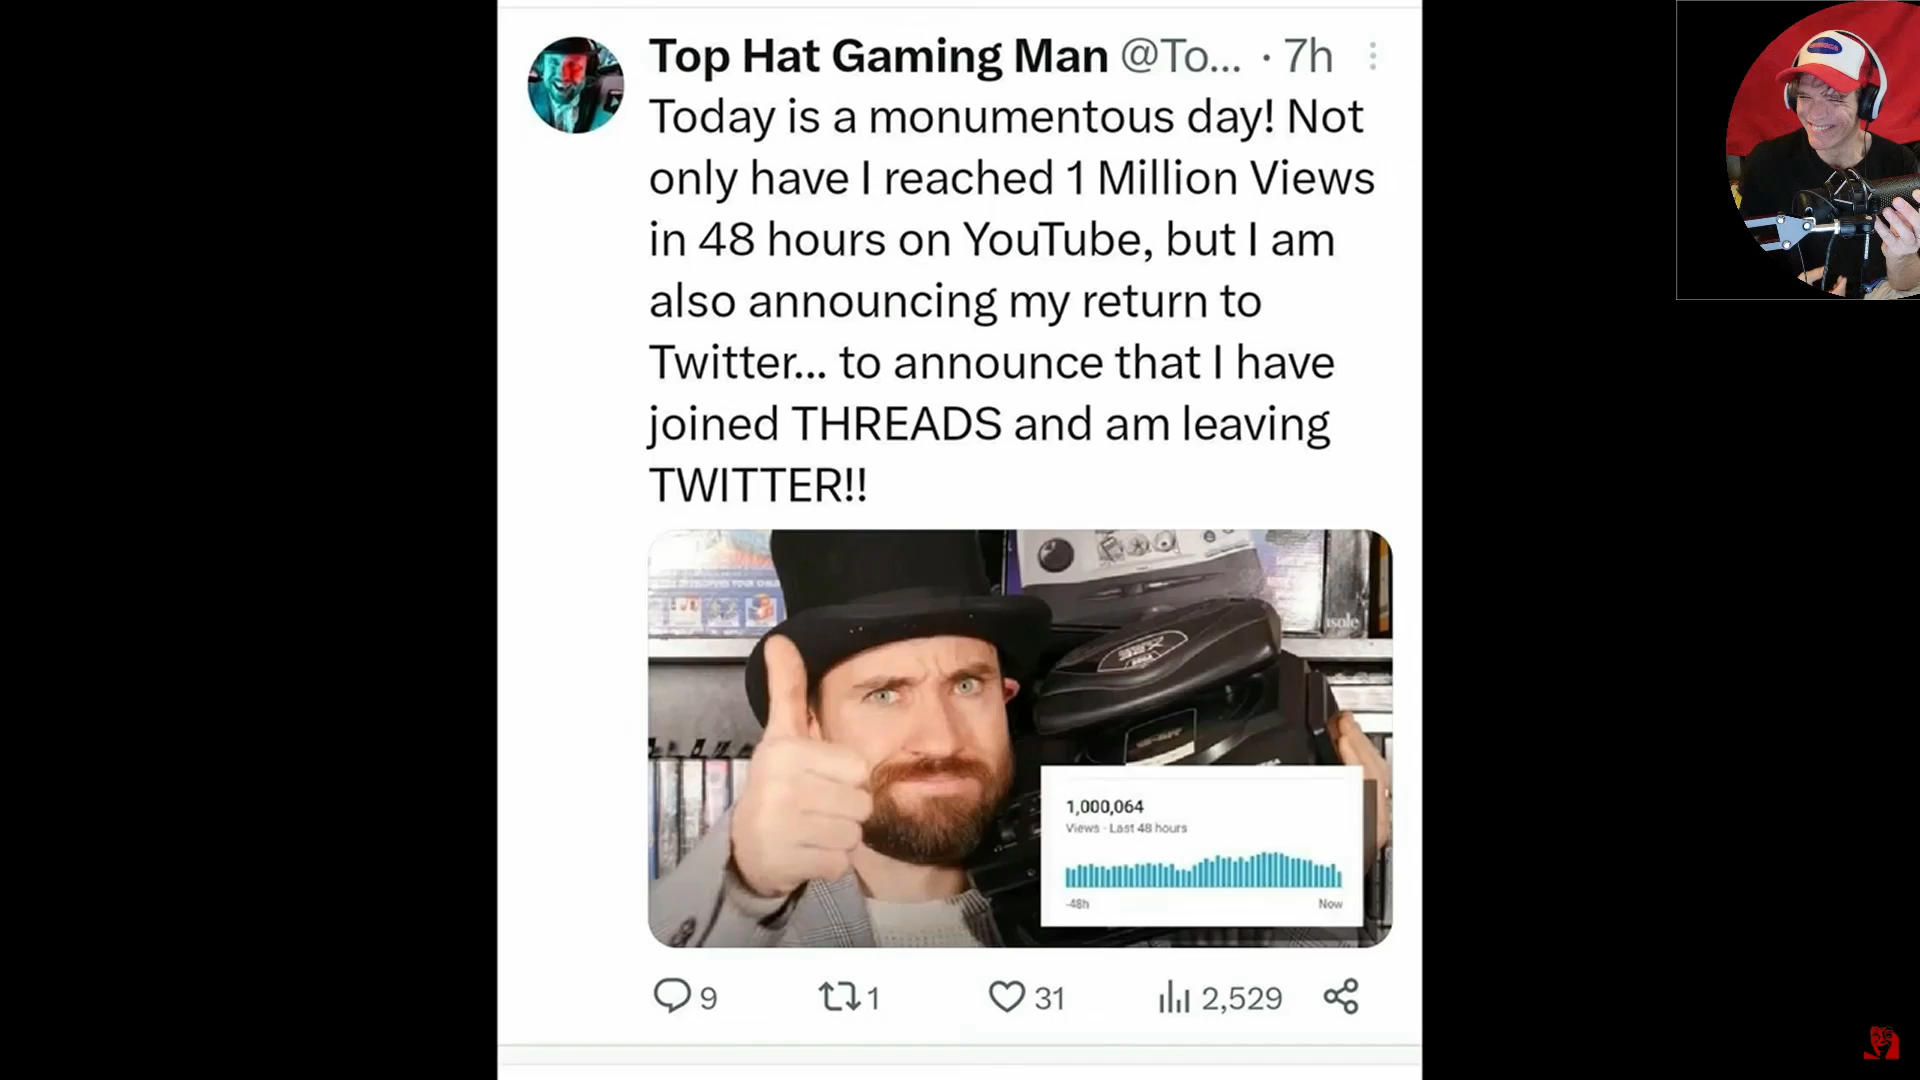 Top Hat Gaming Man @To... · 7h
Today is a monumentous day! Not
only have I reached 1 Million Views
in 48 hours on YouTube, but I am
also announcing my return to
Twitter... to announce that I have
joined THREADS and am leaving
TWITTER!!
1,000,064
Views · Last 48 hours
-48h
Now
9
1
31
2,529